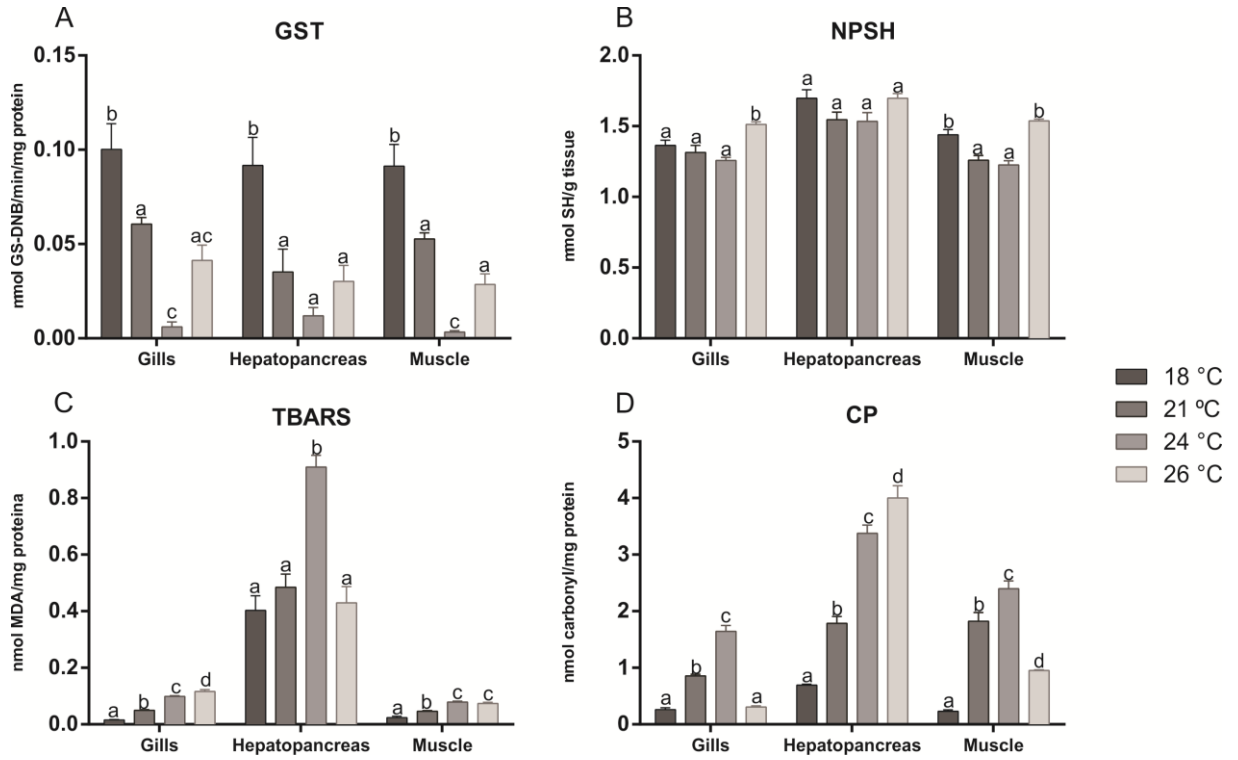 A
GST
nmol GS-DNB/min/mg protein
0.15
0.10
0.05
0.00
b
a
c
ac
b
a
a
a
b
a
c
a
Gills
Hepatopancreas
Muscle
B
NPSH
nmol SH/g tissue
2.0
1.5
1.0
0.5
0.0
a
a
a
b
a
a
a
a
b
a
a
b
Gills
Hepatopancreas
Muscle
C
TBARS
nmol MDA/mg proteina
1.0
0.8
0.6
0.4
0.2
0.0
a
b
c
d
a
a
b
a
a
b
c
c
Gills
Hepatopancreas
Muscle
D
CP
nmol carbonyl/mg protein
5
4
3
2
1
0
a
b
c
a
a
b
c
d
a
b
c
d
Gills
Hepatopancreas
Muscle
18 °C
21 ºC
24 °C
26 °C